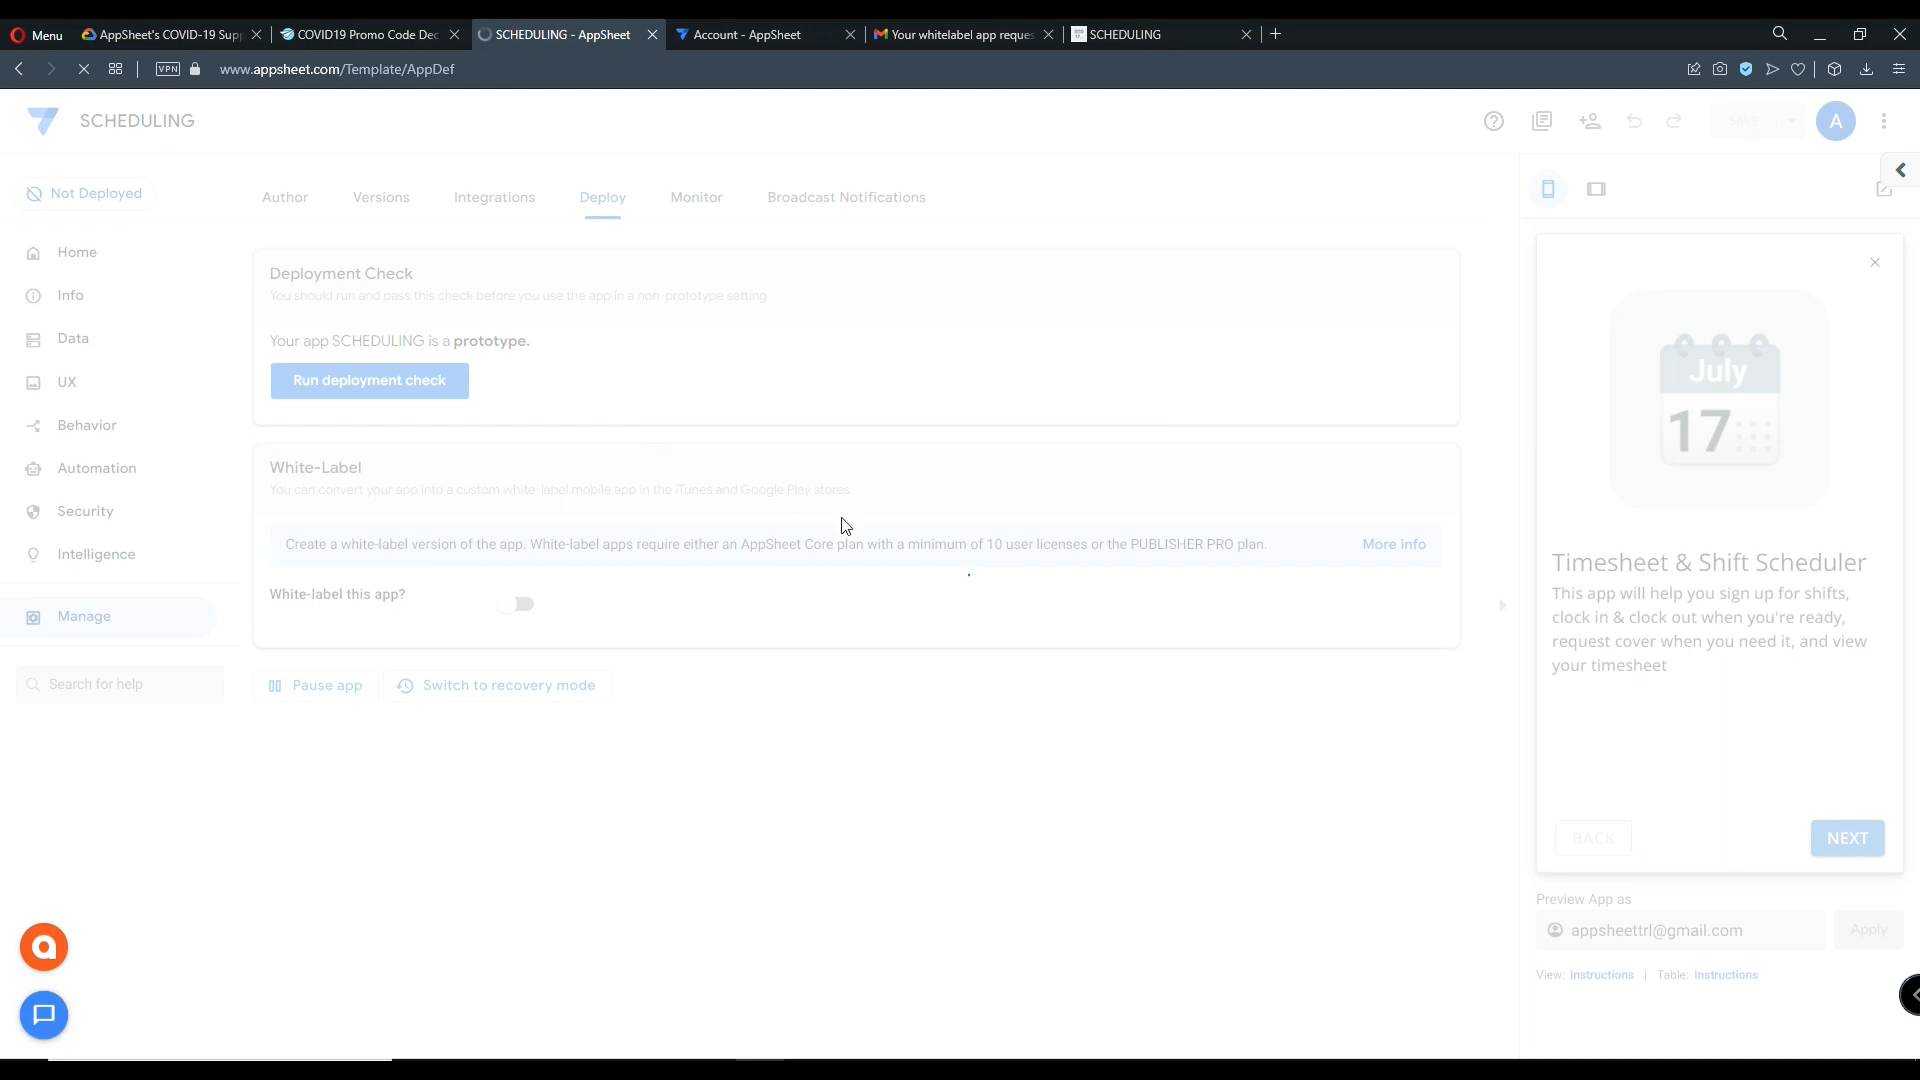 Menu
AppSheet's COVID-19 Supp
COVID19 Promo Code Dec
SCHEDULING - AppSheet
Account - AppSheet
Your whitelabel app reques
SCHEDULING
VPN
www.appsheet.com/Template/AppDef
SCHEDULING
SAVE
A
Not Deployed
Author
Versions
Integrations
Deploy
Monitor
Broadcast Notifications
Home
Info
Data
UX
Behavior
Automation
Security
Intelligence
Manage
Search for help
Deployment Check
You should run and pass this check before you use the app in a non-prototype setting
Your app SCHEDULING is a prototype.
Run deployment check
White-Label
You can convert your app into a custom white-label mobile app in the iTunes and Google Play stores
Create a white-label version of the app. White-label apps require either an AppSheet Core plan with a minimum of 10 user licenses or the PUBLISHER PRO plan.
More info
White-label this app?
Pause app
Switch to recovery mode
July
17
Timesheet & Shift Scheduler
This app will help you sign up for shifts,
clock in & clock out when you're ready,
request cover when you need it, and view
your timesheet
BACK
NEXT
Preview App as
appsheettrl@gmail.com
Apply
View: Instructions | Table: Instructions